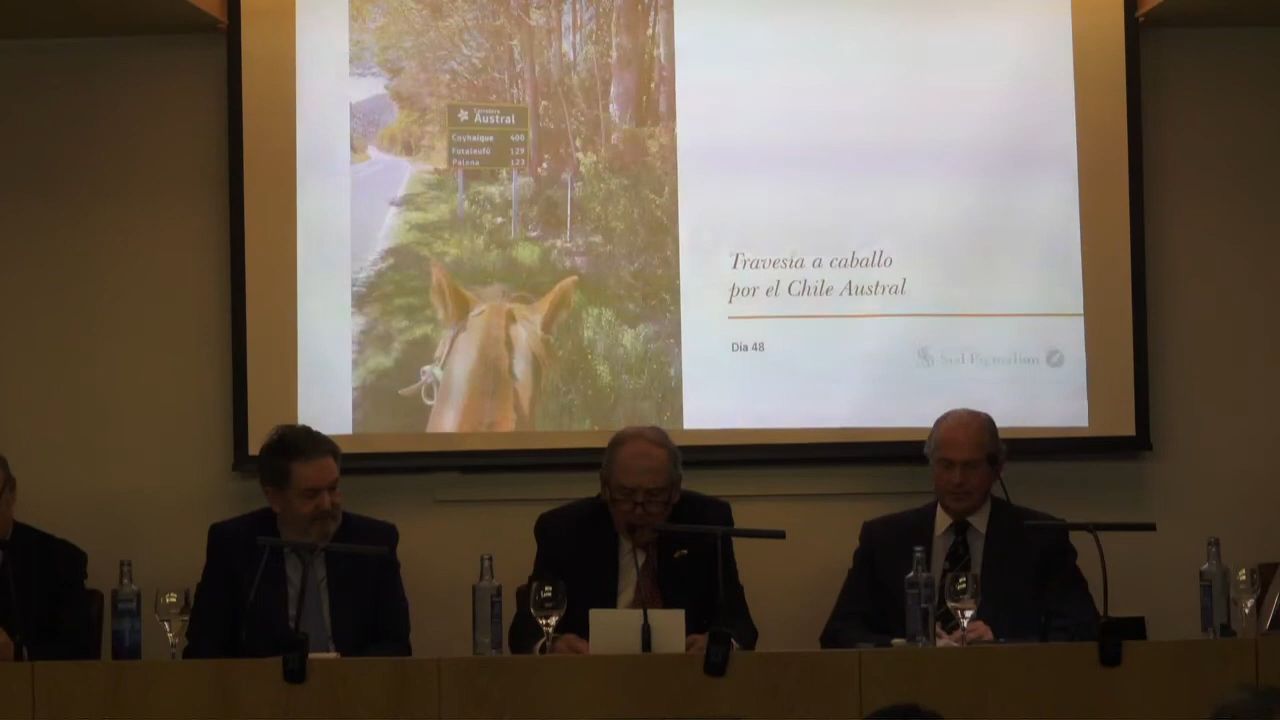 Carretera
Austral
Coyhaique 400
Futaleufú 129
Palena 123
Travesía a caballo
por el Chile Austral
Día 48